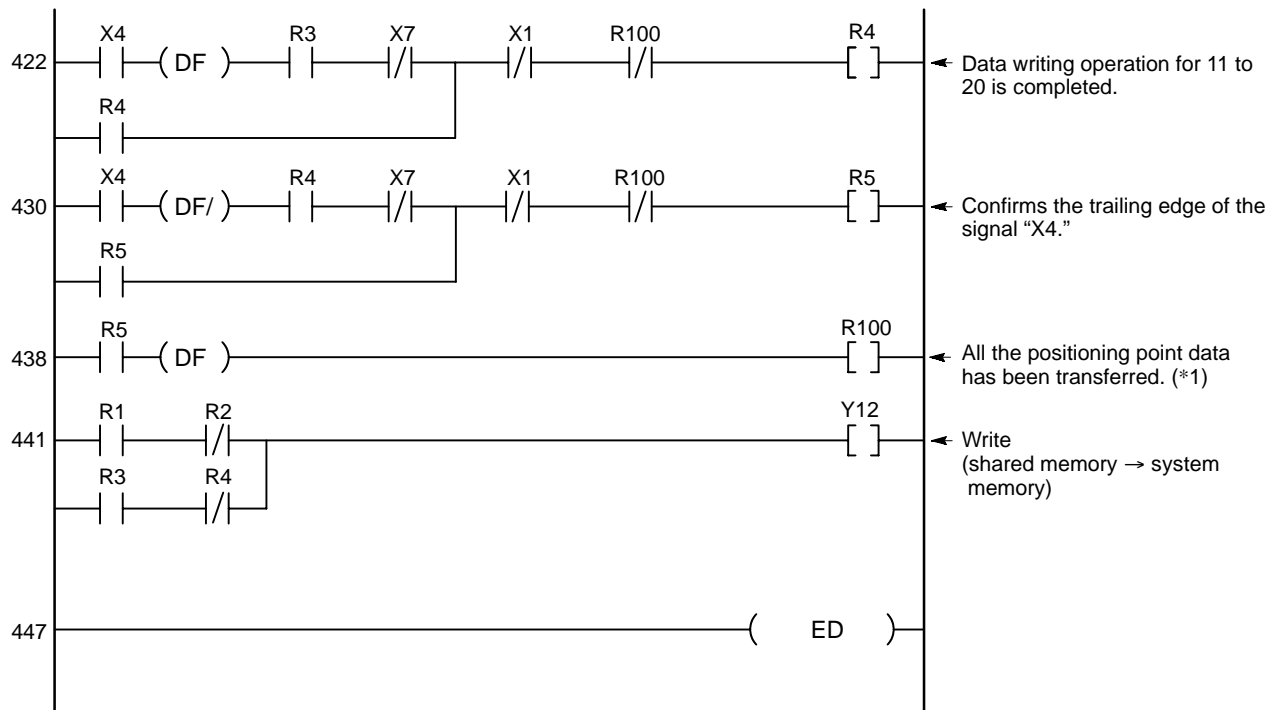 X4 R3 X7 X1 R100 R4
422 ( DF ) [ ] Data writing operation for 11 to
20 is completed.
R4
X4 R4 X7 X1 R100 R5
430 ( DF/ ) [ ] Confirms the trailing edge of the
signal “X4.”
R5
R5 R100
438 ( DF ) [ ] All the positioning point data
has been transferred. (*1)
R1 R2 Y12
441 [ ] Write
(shared memory → system
memory)
R3 R4
447 ( ED )